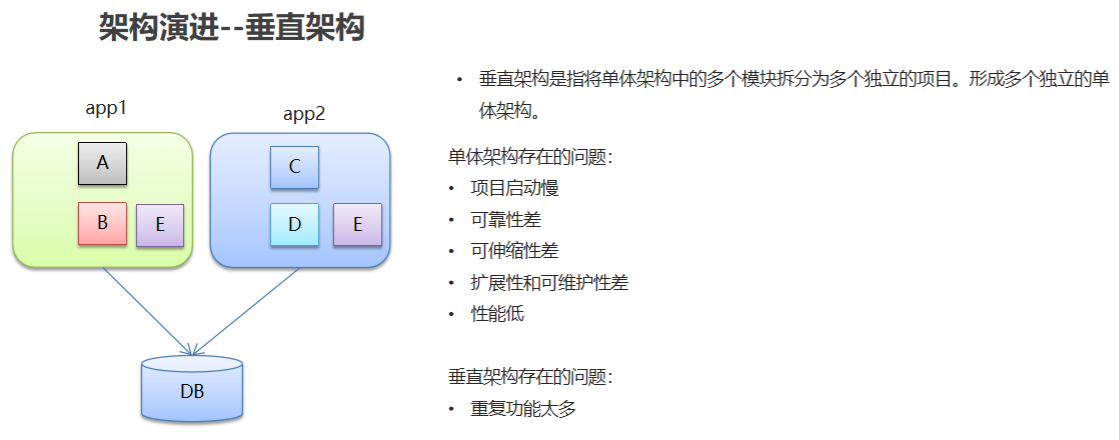 架构演进--垂直架构
• 垂直架构是指将单体架构中的多个模块拆分为多个独立的项目。形成多个独立的单
体架构。
app1
app2
A
B
E
C
D
E
DB
单体架构存在的问题：
• 项目启动慢
• 可靠性差
• 可伸缩性差
• 扩展性和可维护性差
• 性能低
垂直架构存在的问题：
• 重复功能太多